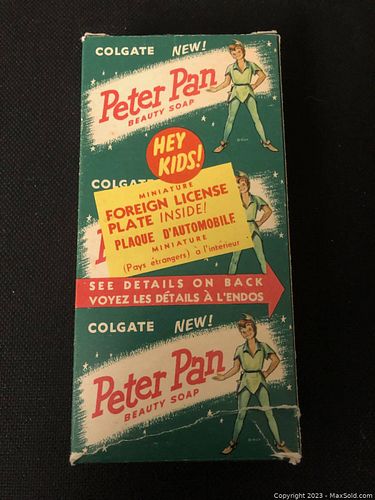 COLGATE NEW!
Peter Pan
BEAUTY SOAP
HEY
KIDS!
COLGAT
MINIATURE
FOREIGN LICENSE
PLATE INSIDE!
PLAQUE D'AUTOMOBILE
MINIATURE
(Pays étrangers) à l'intérieur
SEE DETAILS ON BACK
VOYEZ LES DÉTAILS À L'ENDOS
COLGATE NEW!
Peter Pan
BEAUTY SOAP
Copyright 2023 - MaxSold.com